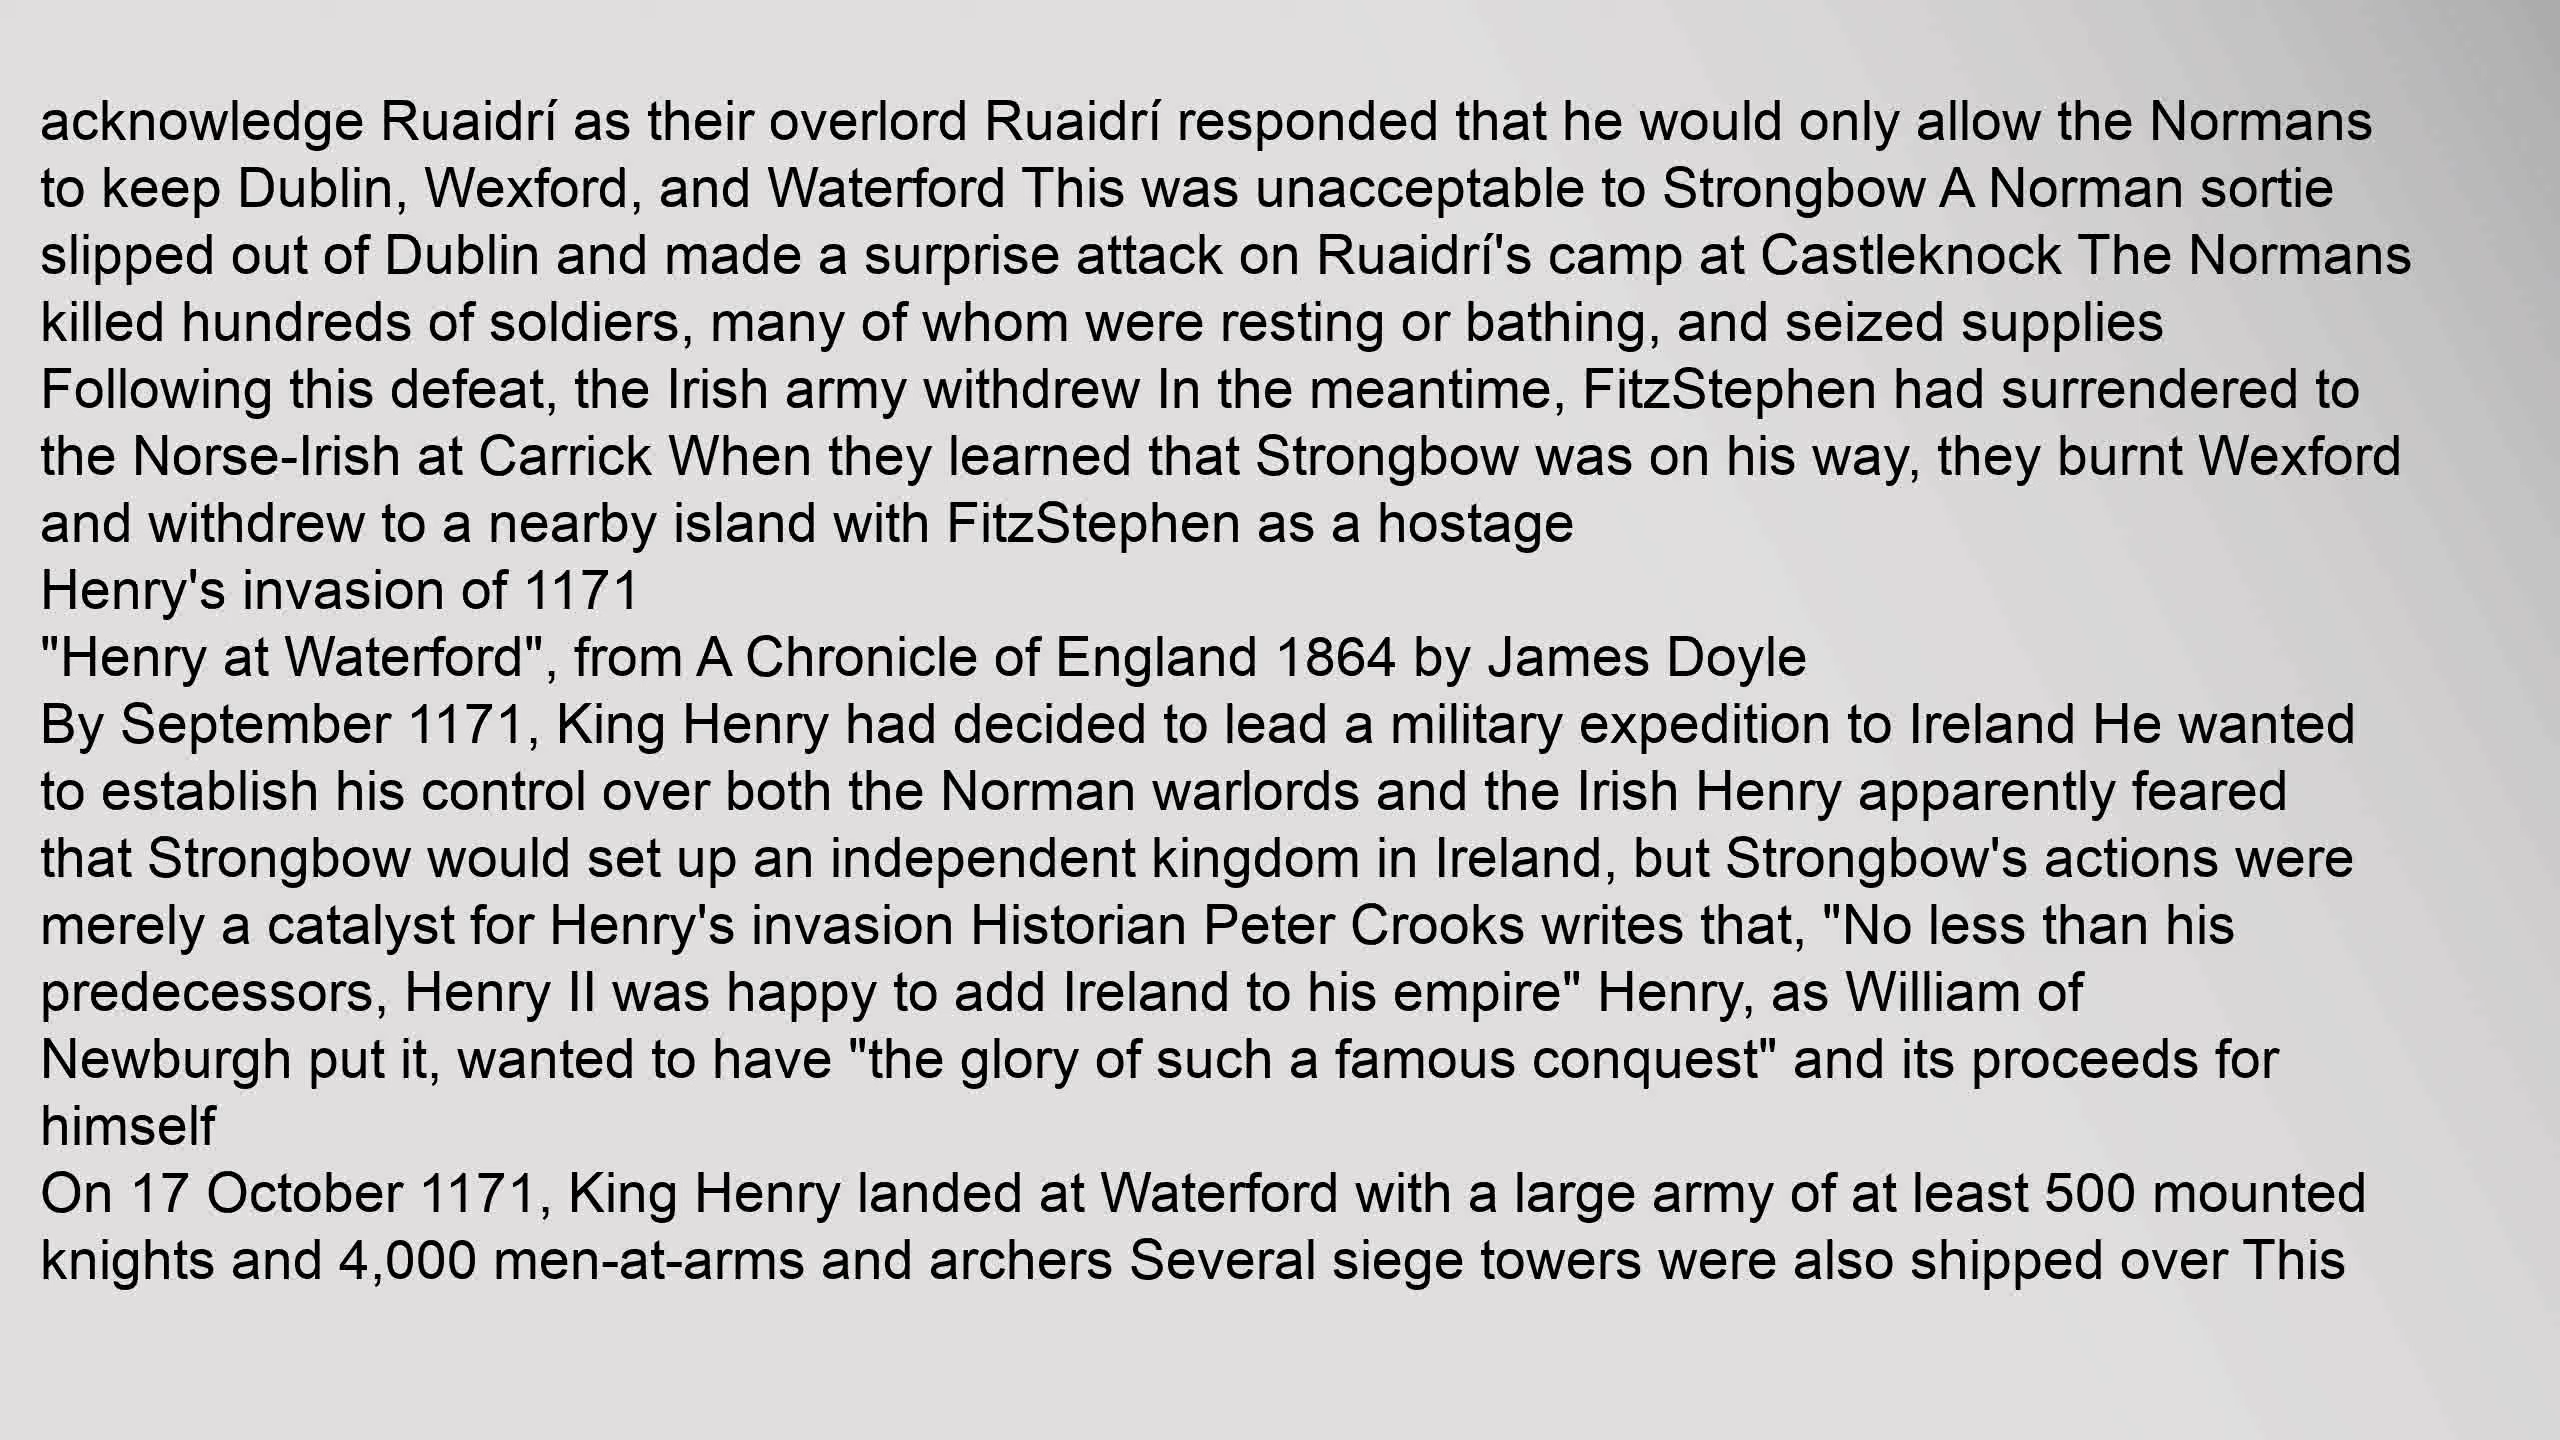 acknowledge Ruaidrí as their overlord Ruaidrí responded that he would only allow the Normans
to keep Dublin, Wexford, and Waterford This was unacceptable to Strongbow A Norman sortie
slipped out of Dublin and made a surprise attack on Ruaidrí's camp at Castleknock The Normans
killed hundreds of soldiers, many of whom were resting or bathing, and seized supplies
Following this defeat, the Irish army withdrew In the meantime, FitzStephen had surrendered to
the Norse-Irish at Carrick When they learned that Strongbow was on his way, they burnt Wexford
and withdrew to a nearby island with FitzStephen as a hostage
Henry's invasion of 1171
"Henry at Waterford", from A Chronicle of England 1864 by James Doyle
By September 1171, King Henry had decided to lead a military expedition to Ireland He wanted
to establish his control over both the Norman warlords and the Irish Henry apparently feared
that Strongbow would set up an independent kingdom in Ireland, but Strongbow's actions were
merely a catalyst for Henry's invasion Historian Peter Crooks writes that, "No less than his
predecessors, Henry II was happy to add Ireland to his empire" Henry, as William of
Newburgh put it, wanted to have "the glory of such a famous conquest" and its proceeds for
himself
On 17 October 1171, King Henry landed at Waterford with a large army of at least 500 mounted
knights and 4,000 men-at-arms and archers Several siege towers were also shipped over This